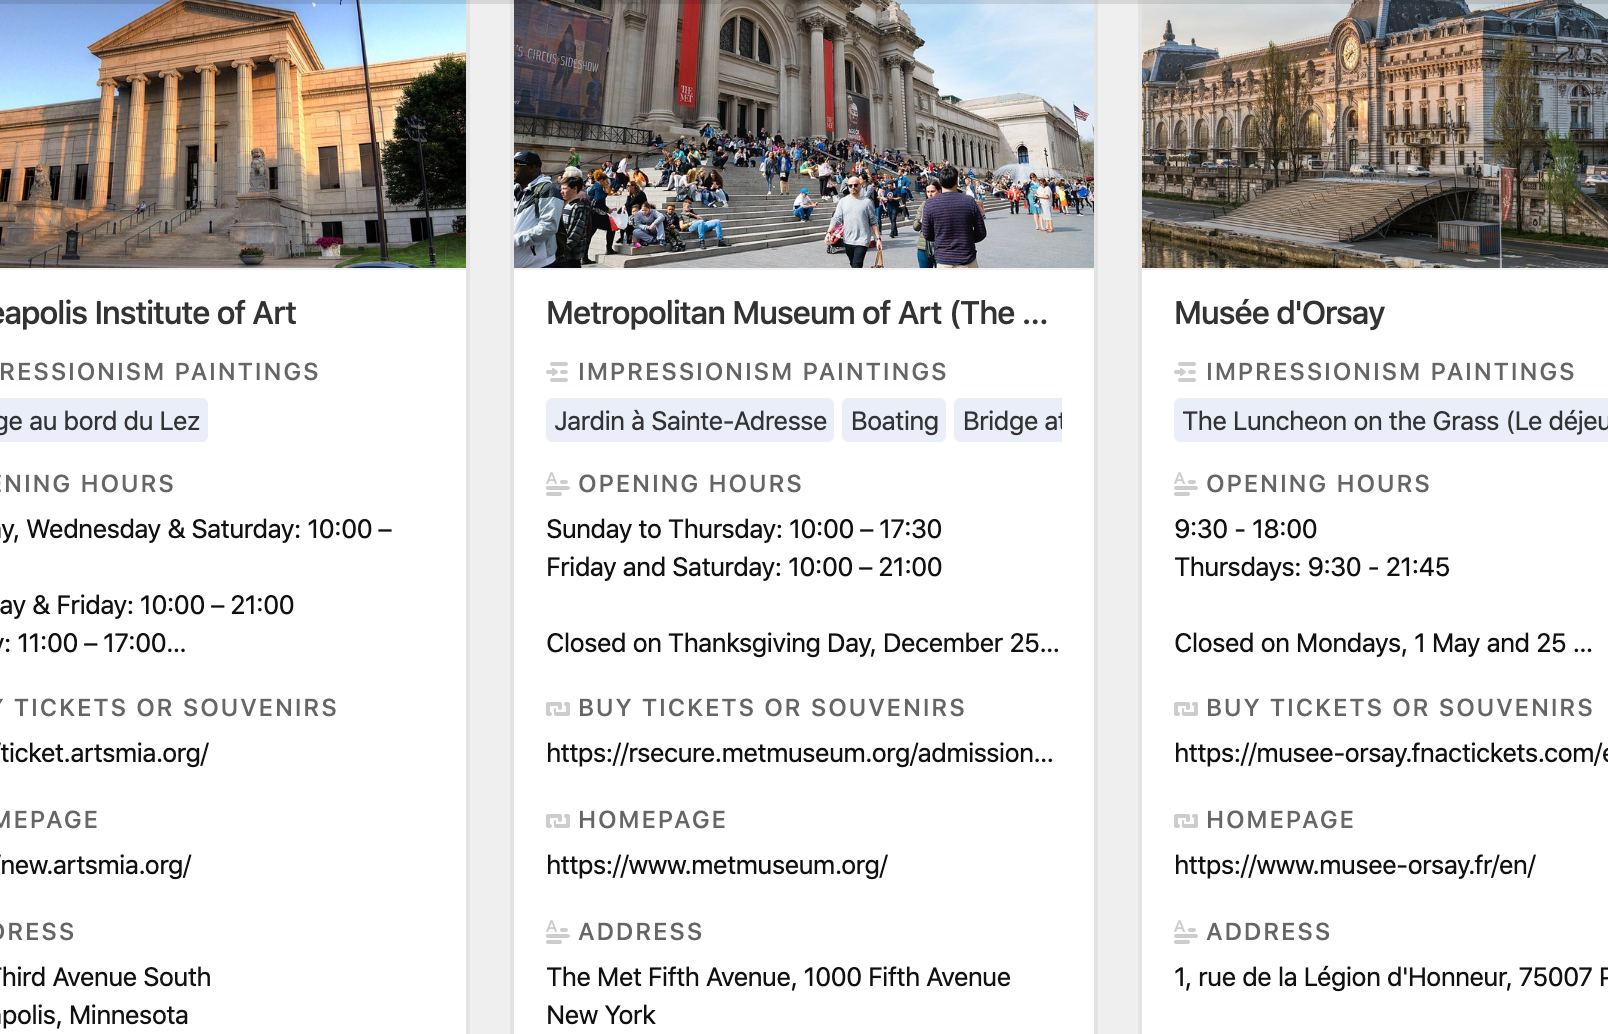 'S CIRCUS SIDESHOW
THE
MET
eapolis Institute of Art
RESSIONISM PAINTINGS
ge au bord du Lez
NING HOURS
y, Wednesday & Saturday: 10:00 –
ay & Friday: 10:00 – 21:00
: 11:00 – 17:00...
TICKETS OR SOUVENIRS
ticket.artsmia.org/
MEPAGE
new.artsmia.org/
RESS
Third Avenue South
apolis, Minnesota
Metropolitan Museum of Art (The ...
IMPRESSIONISM PAINTINGS
Jardin à Sainte-Adresse Boating Bridge at
OPENING HOURS
Sunday to Thursday: 10:00 – 17:30
Friday and Saturday: 10:00 – 21:00
Closed on Thanksgiving Day, December 25...
BUY TICKETS OR SOUVENIRS
https://rsecure.metmuseum.org/admission...
HOMEPAGE
https://www.metmuseum.org/
ADDRESS
The Met Fifth Avenue, 1000 Fifth Avenue
New York
Musée d'Orsay
IMPRESSIONISM PAINTINGS
The Luncheon on the Grass (Le déjeu
OPENING HOURS
9:30 - 18:00
Thursdays: 9:30 - 21:45
Closed on Mondays, 1 May and 25 ...
BUY TICKETS OR SOUVENIRS
https://musee-orsay.fnactickets.com/e
HOMEPAGE
https://www.musee-orsay.fr/en/
ADDRESS
1, rue de la Légion d'Honneur, 75007 P